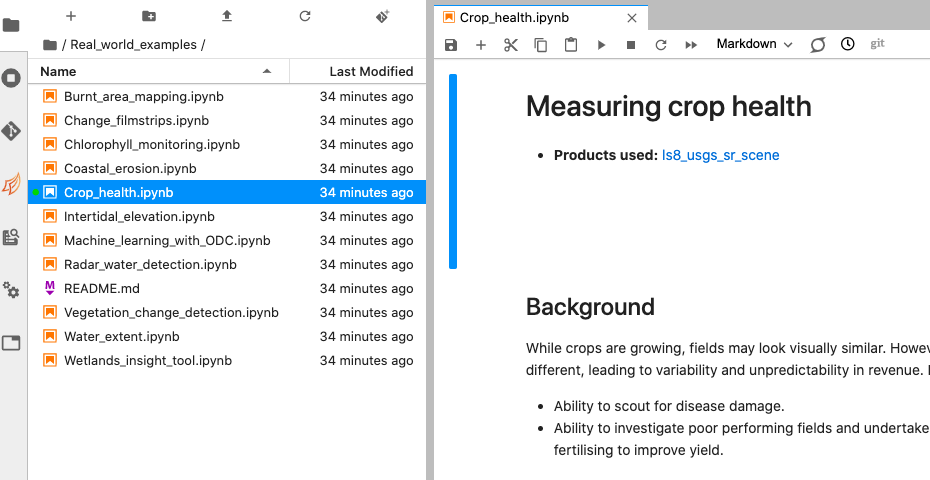 Crop_health.ipynb
/ Real_world_examples /
Markdown
git
Name
Last Modified
Burnt_area_mapping.ipynb 34 minutes ago
Change_filmstrips.ipynb 34 minutes ago
Chlorophyll_monitoring.ipynb 34 minutes ago
Coastal_erosion.ipynb 34 minutes ago
Crop_health.ipynb 34 minutes ago
Intertidal_elevation.ipynb 34 minutes ago
Machine_learning_with_ODC.ipynb 34 minutes ago
Radar_water_detection.ipynb 34 minutes ago
M README.md 34 minutes ago
Vegetation_change_detection.ipynb 34 minutes ago
Water_extent.ipynb 34 minutes ago
Wetlands_insight_tool.ipynb 34 minutes ago
Measuring crop health
• Products used: ls8_usgs_sr_scene
Background
While crops are growing, fields may look visually similar. Howe
different, leading to variability and unpredictability in revenue.
• Ability to scout for disease damage.
• Ability to investigate poor performing fields and undertake
fertilising to improve yield.